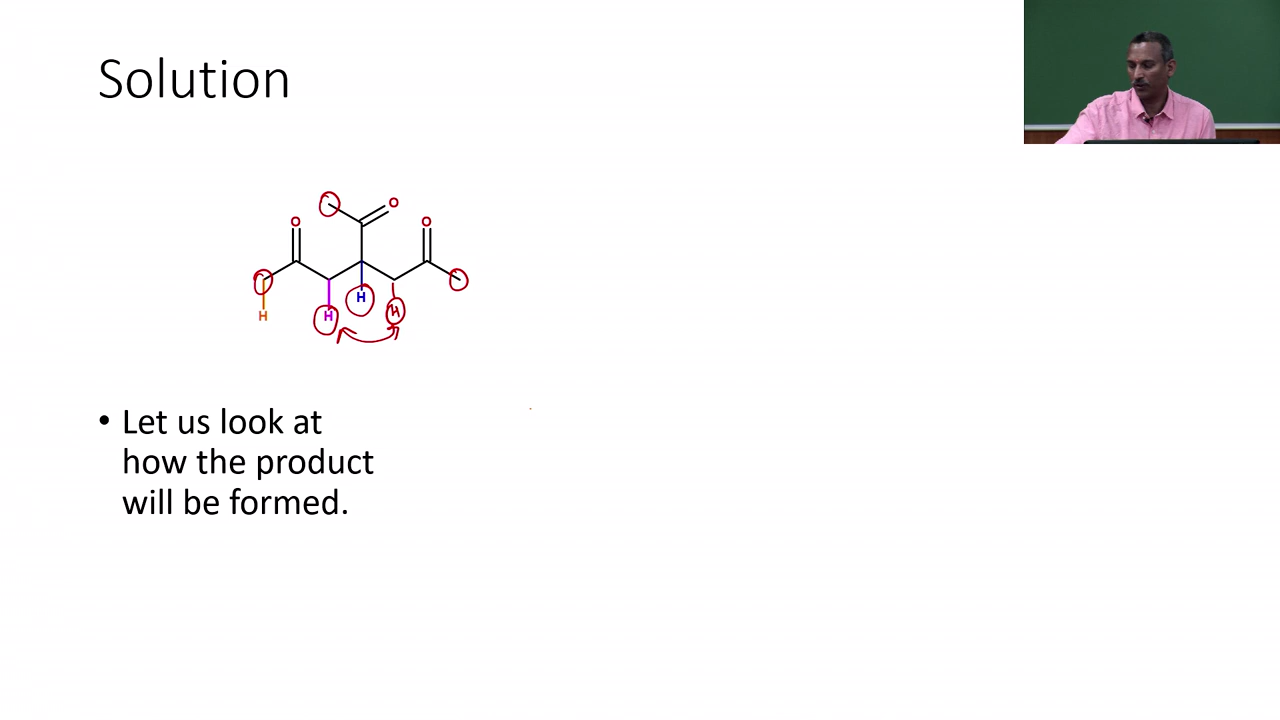 Solution
O
O
O
H
H
H
H
• Let us look at
how the product
will be formed.